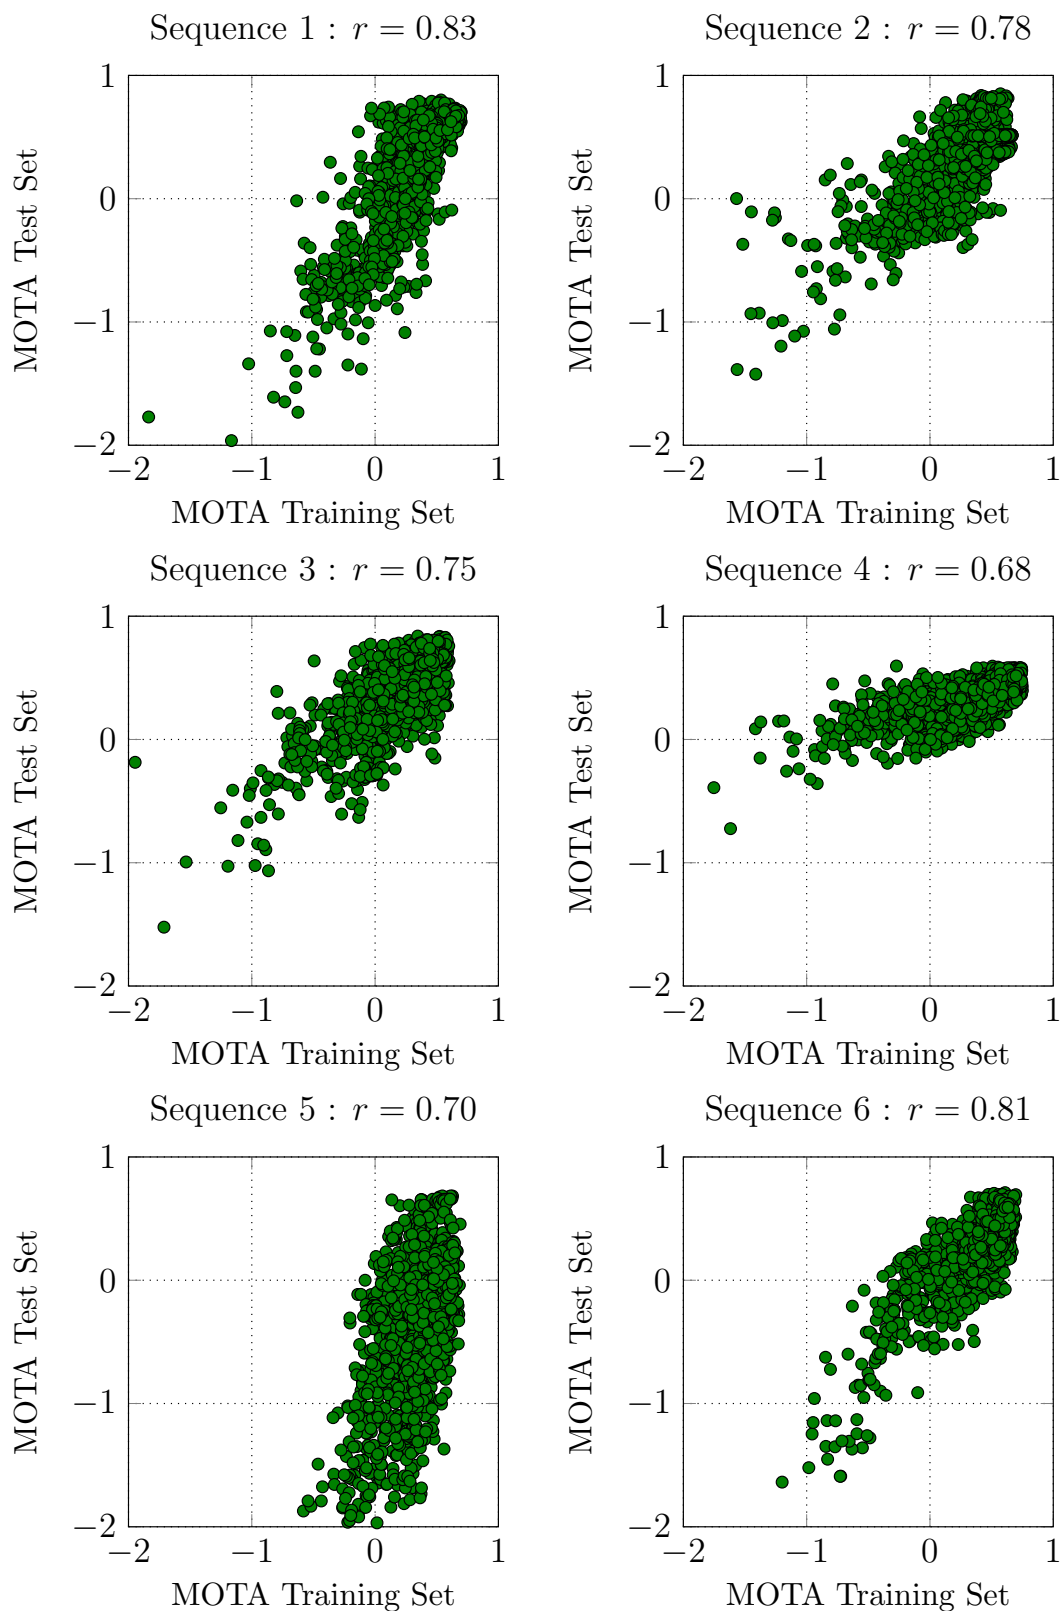 Sequence 1 : r = 0.83
1
0
−1
−2
−2 −1 0 1
MOTA Test Set
MOTA Training Set
Sequence 2 : r = 0.78
1
0
−1
−2
−2 −1 0 1
MOTA Test Set
MOTA Training Set
Sequence 3 : r = 0.75
1
0
−1
−2
−2 −1 0 1
MOTA Test Set
MOTA Training Set
Sequence 4 : r = 0.68
1
0
−1
−2
−2 −1 0 1
MOTA Test Set
MOTA Training Set
Sequence 5 : r = 0.70
1
0
−1
−2
−2 −1 0 1
MOTA Test Set
MOTA Training Set
Sequence 6 : r = 0.81
1
0
−1
−2
−2 −1 0 1
MOTA Test Set
MOTA Training Set